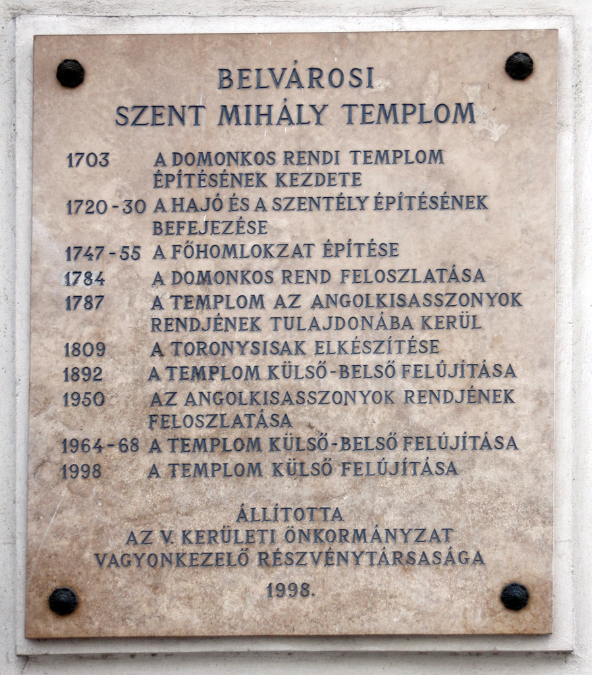 BELVÁROSI
SZENT MIHÁLY TEMPLOM
1703 A DOMONKOS RENDI TEMPLOM
ÉPÍTÉSÉNEK KEZDETE
1720-30 A HAJÓ ÉS A SZENTÉLY ÉPÍTÉSÉNEK
BEFEJEZÉSE
1747-55 A FŐHOMLOKZAT ÉPÍTÉSE
1784 A DOMONKOS REND FELOSZLATÁSA
1787 A TEMPLOM AZ ANGOLKISASSZONYOK
RENDJÉNEK TULAJDONÁBA KERÜL
1809 A TORONYSISAK ELKÉSZÍTÉSE
1892 A TEMPLOM KÜLSŐ-BELSŐ FELÚJÍTÁSA
1950 AZ ANGOLKISASSZONYOK RENDJÉNEK
FELOSZLATÁSA
1964-68 A TEMPLOM KÜLSŐ-BELSŐ FELÚJÍTÁSA
1998 A TEMPLOM KÜLSŐ FELÚJÍTÁSA
ÁLLÍTOTTA
AZ V. KERÜLETI ÖNKORMÁNYZAT
VAGYONKEZELŐ RÉSZVÉNYTÁRSASÁGA
1998.